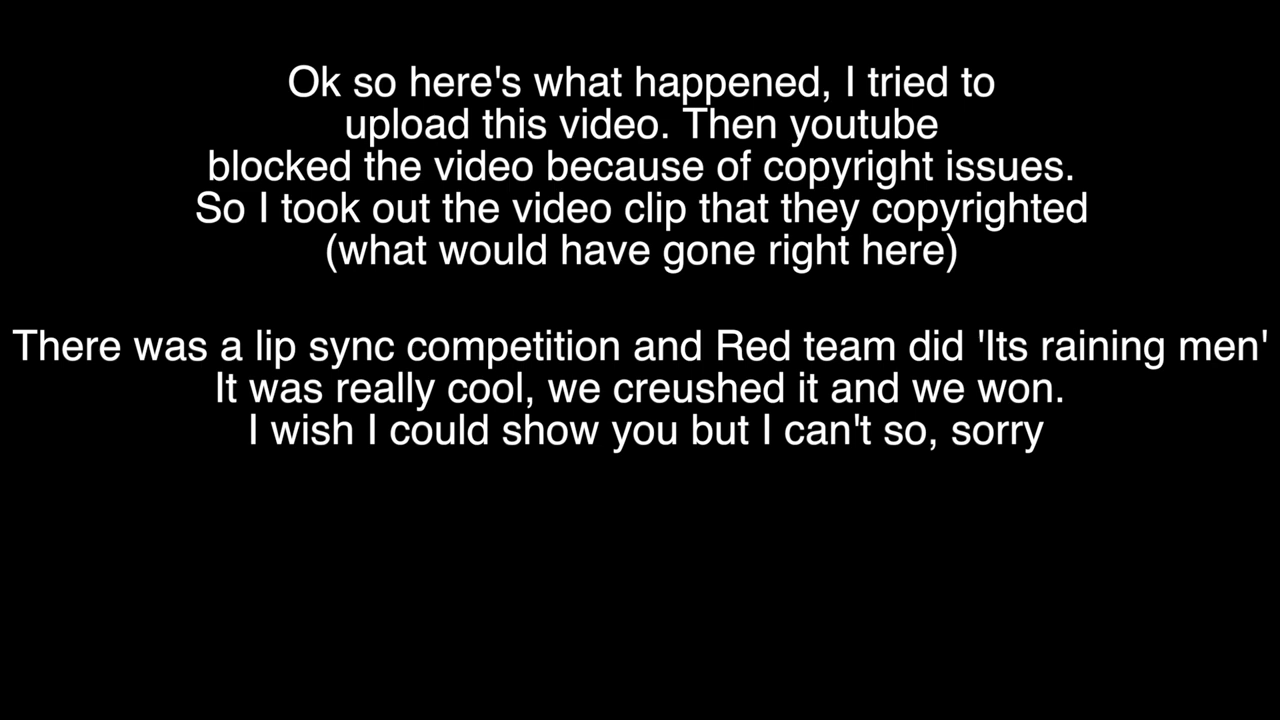 Ok so here's what happened, I tried to
upload this video. Then youtube
blocked the video because of copyright issues.
So I took out the video clip that they copyrighted
(what would have gone right here)
There was a lip sync competition and Red team did 'Its raining men'
It was really cool, we creushed it and we won.
I wish I could show you but I can't so, sorry